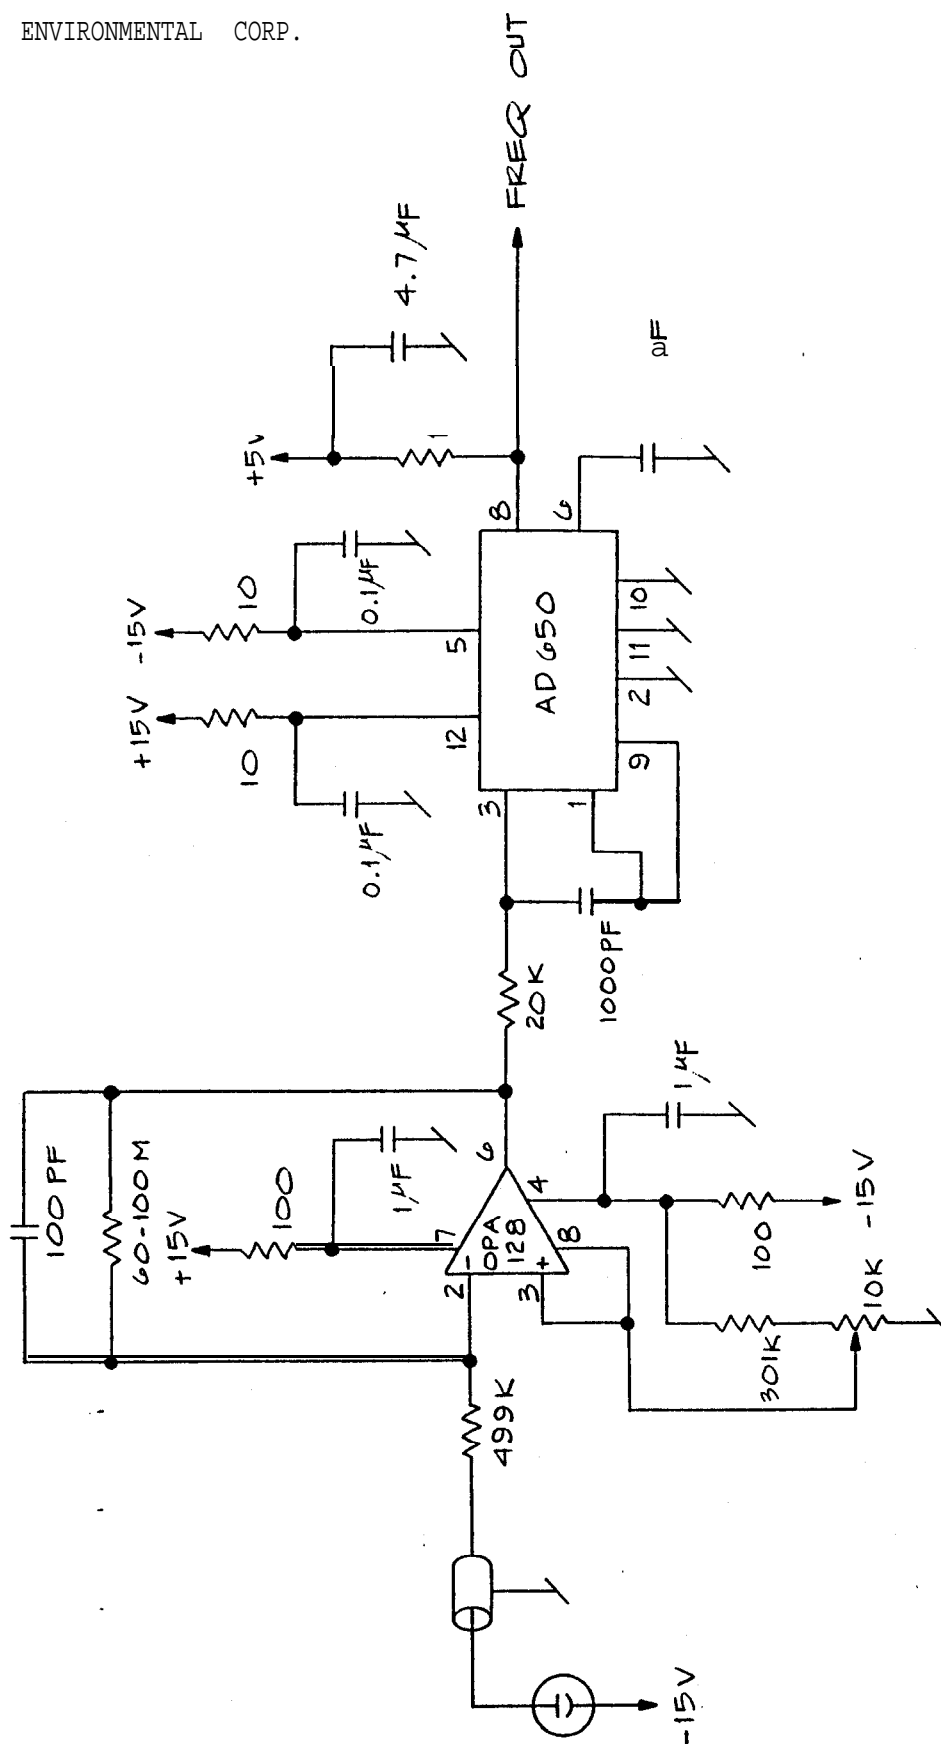 ENVIRONMENTAL CORP.
FREQ OUT
4.7µF
+5V
1
8
6
0.1µF
10
-15V
5
+15V
10
12
0.1µF
AD650
10
11
2
9
3
1
20K
1000PF
100PF
60-100M
+15V
100
1µF
7
6
2
3
-
+
OPA
128
4
8
1µF
100
-15V
301K
10K
499K
-15V